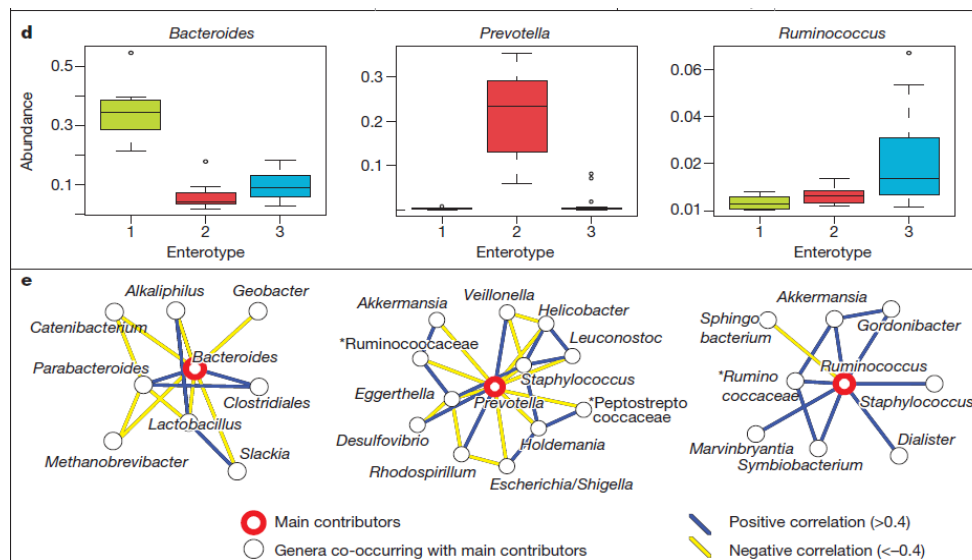 d
Bacteroides
Prevotella
Ruminococcus
Abundance
0.5
0.3
0.1
1 2 3
Enterotype
0.3
0.2
0.1
1 2 3
Enterotype
0.06
0.02
0.01
1 2 3
Enterotype
e
Alkaliphilus
Geobacter
Catenibacterium
Bacteroides
Parabacteroides
Clostridiales
Lactobacillus
Methanobrevibacter
Slackia
Veillonella
Akkermansia
Helicobacter
*Ruminococcaceae
Leuconostoc
Staphylococcus
Eggerthella
Prevotella
*Peptostrepto
coccaceae
Desulfovibrio
Holdemania
Rhodospirillum
Escherichia/Shigella
Akkermansia
Sphingo
bacterium
Gordonibacter
Ruminococcus
*Rumino
coccaceae
Staphylococcus
Marvinbryantia
Dialister
Symbiobacterium
Main contributors
Genera co-occurring with main contributors
Positive correlation (>0.4)
Negative correlation (<–0.4)